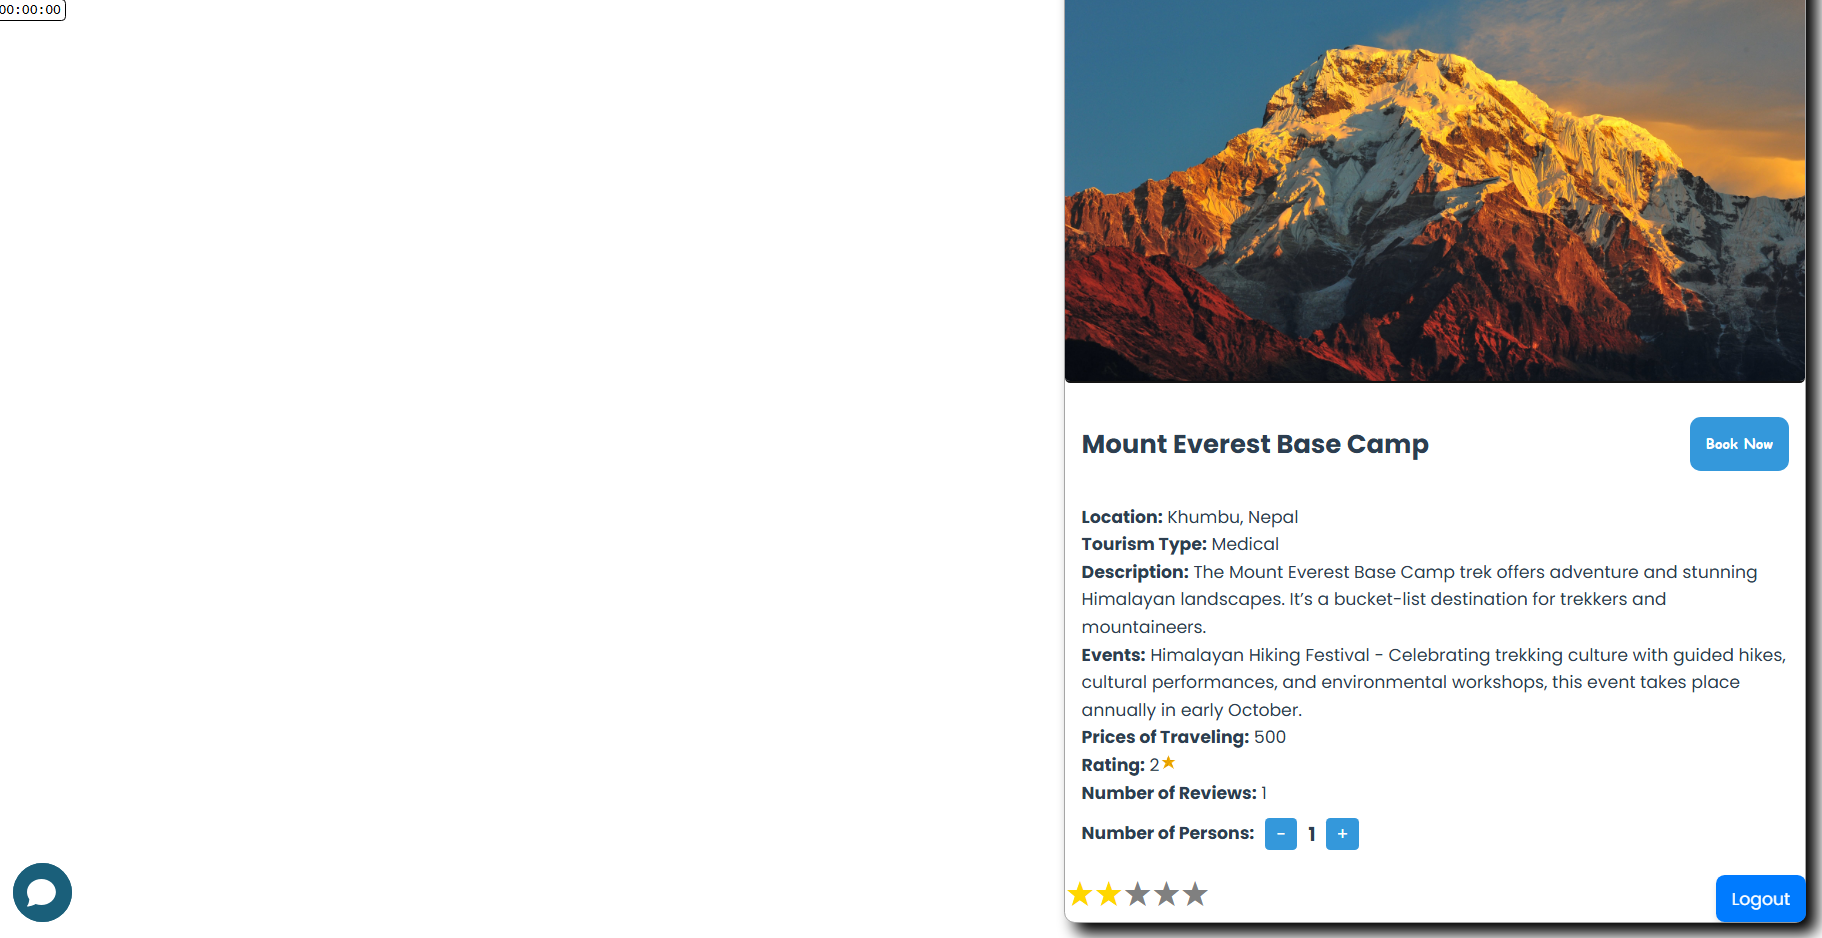 00:00:00
Mount Everest Base Camp
Book Now
Location: Khumbu, Nepal
Tourism Type: Medical
Description: The Mount Everest Base Camp trek offers adventure and stunning
Himalayan landscapes. It’s a bucket-list destination for trekkers and
mountaineers.
Events: Himalayan Hiking Festival - Celebrating trekking culture with guided hikes,
cultural performances, and environmental workshops, this event takes place
annually in early October.
Prices of Traveling: 500
Rating: 2★
Number of Reviews: 1
Number of Persons: - 1 +
Logout